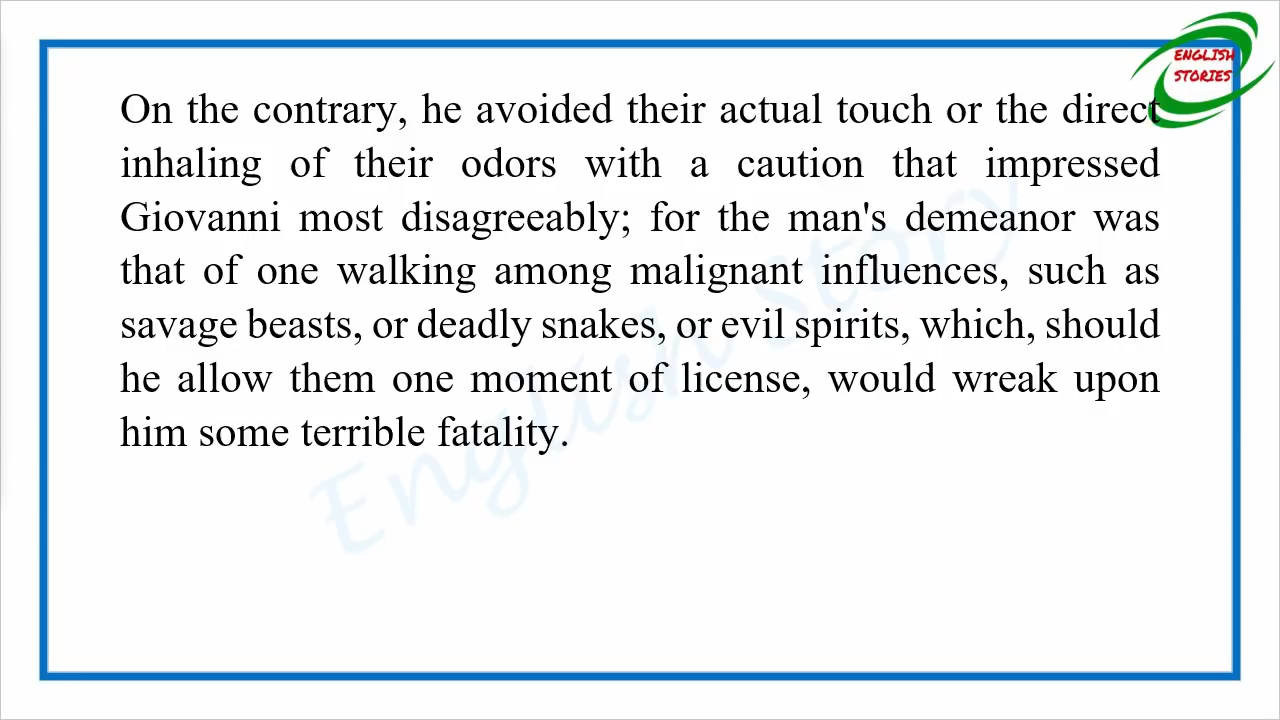 ENGLISH
STORIES
On the contrary, he avoided their actual touch or the direct
inhaling of their odors with a caution that impressed
Giovanni most disagreeably; for the man's demeanor was
that of one walking among malignant influences, such as
savage beasts, or deadly snakes, or evil spirits, which, should
he allow them one moment of license, would wreak upon
him some terrible fatality.
English Story